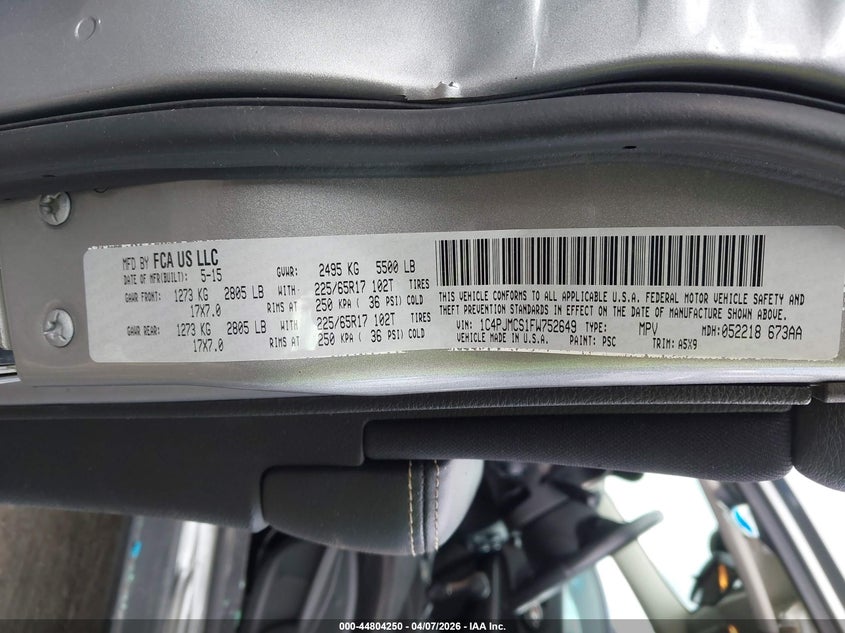 MFD BY FCA US LLC
DATE OF MFR(BUILT): 5-15
GVWR: 2495 KG 5500 LB
GAWR FRONT: 1273 KG 2805 LB WITH 225/65R17 102T TIRES
17X7.0 RIMS AT 250 KPA ( 36 PSI) COLD
GAWR REAR: 1273 KG 2805 LB WITH 225/65R17 102T TIRES
17X7.0 RIMS AT 250 KPA ( 36 PSI) COLD
THIS VEHICLE CONFORMS TO ALL APPLICABLE U.S.A. FEDERAL MOTOR VEHICLE SAFETY AND
THEFT PREVENTION STANDARDS IN EFFECT ON THE DATE OF MANUFACTURE SHOWN ABOVE.
VIN: 1C4PJMCS1FW752649 TYPE: MPV MDH: 052218 673AA
VEHICLE MADE IN U.S.A. PAINT: PSC TRIM: A5X9
000-44804250 - 04/07/2026 - IAA Inc.